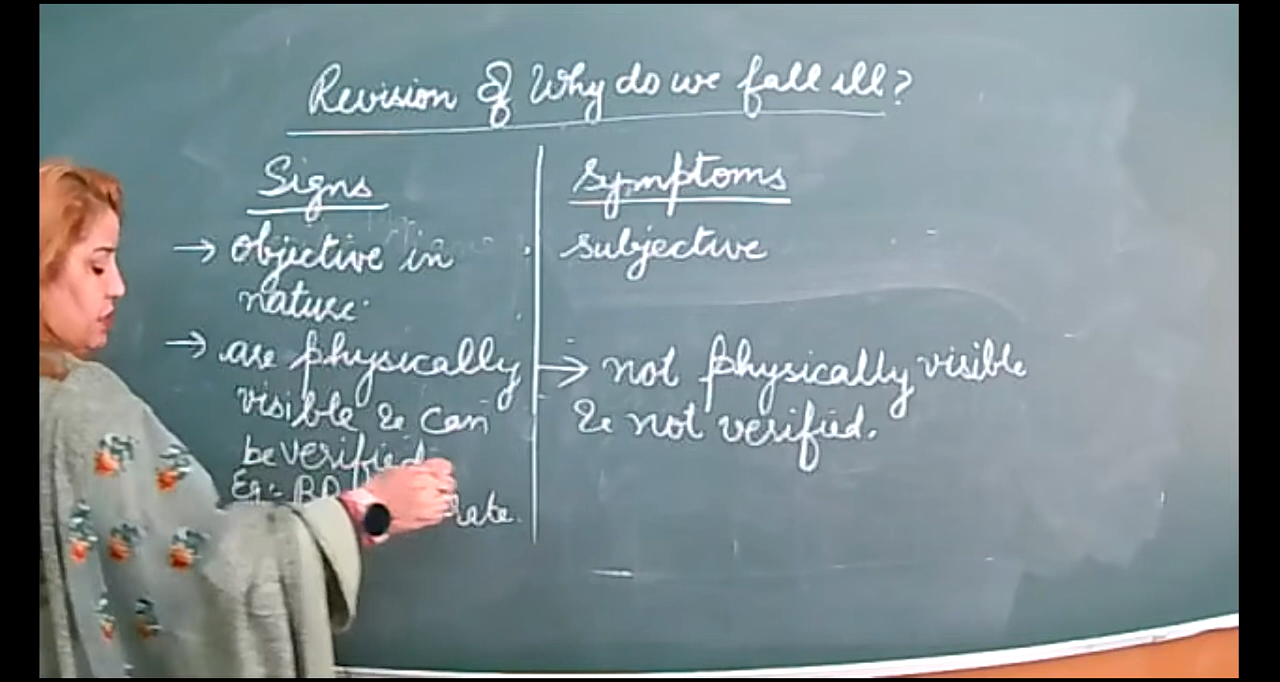 Revision of Why do we fall ill?
Signs
→ objective in
nature.
→ are physically
visible & can
be verified
Eg:- BP
rate.
Symptoms
subjective
→ not physically visible
& not verified.